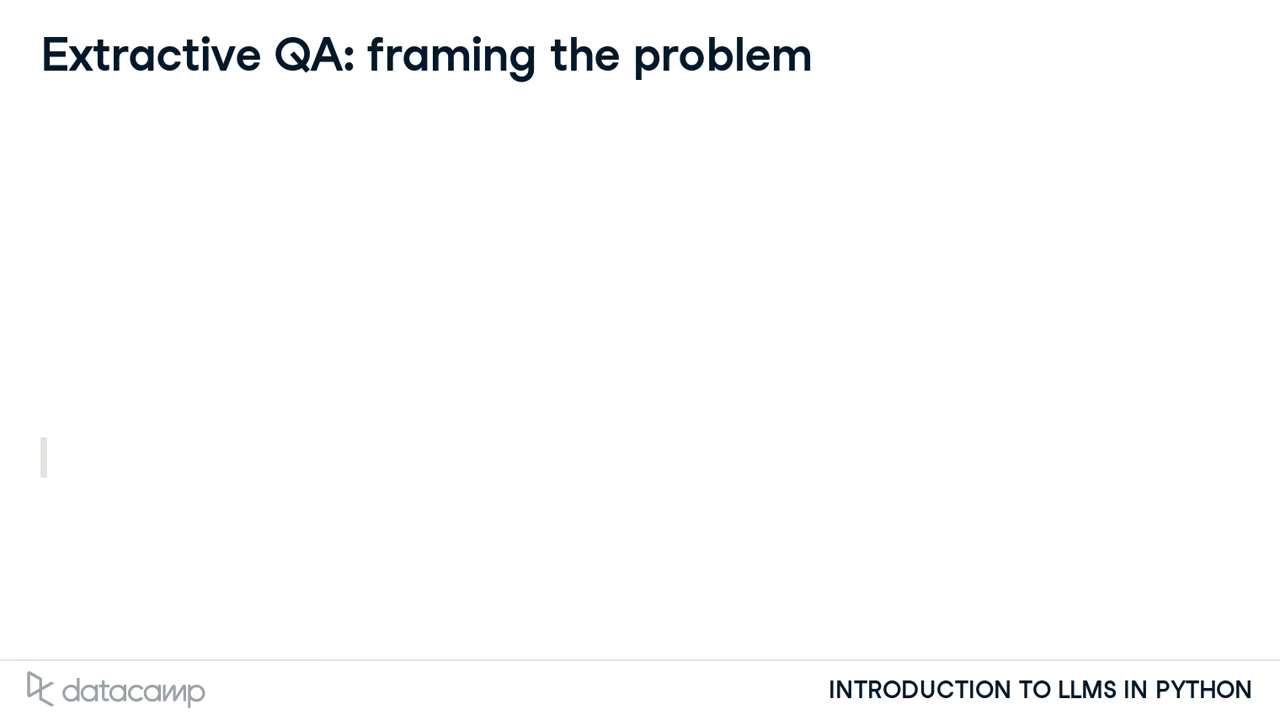 Extractive QA: framing the problem
datacamp
INTRODUCTION TO LLMS IN PYTHON